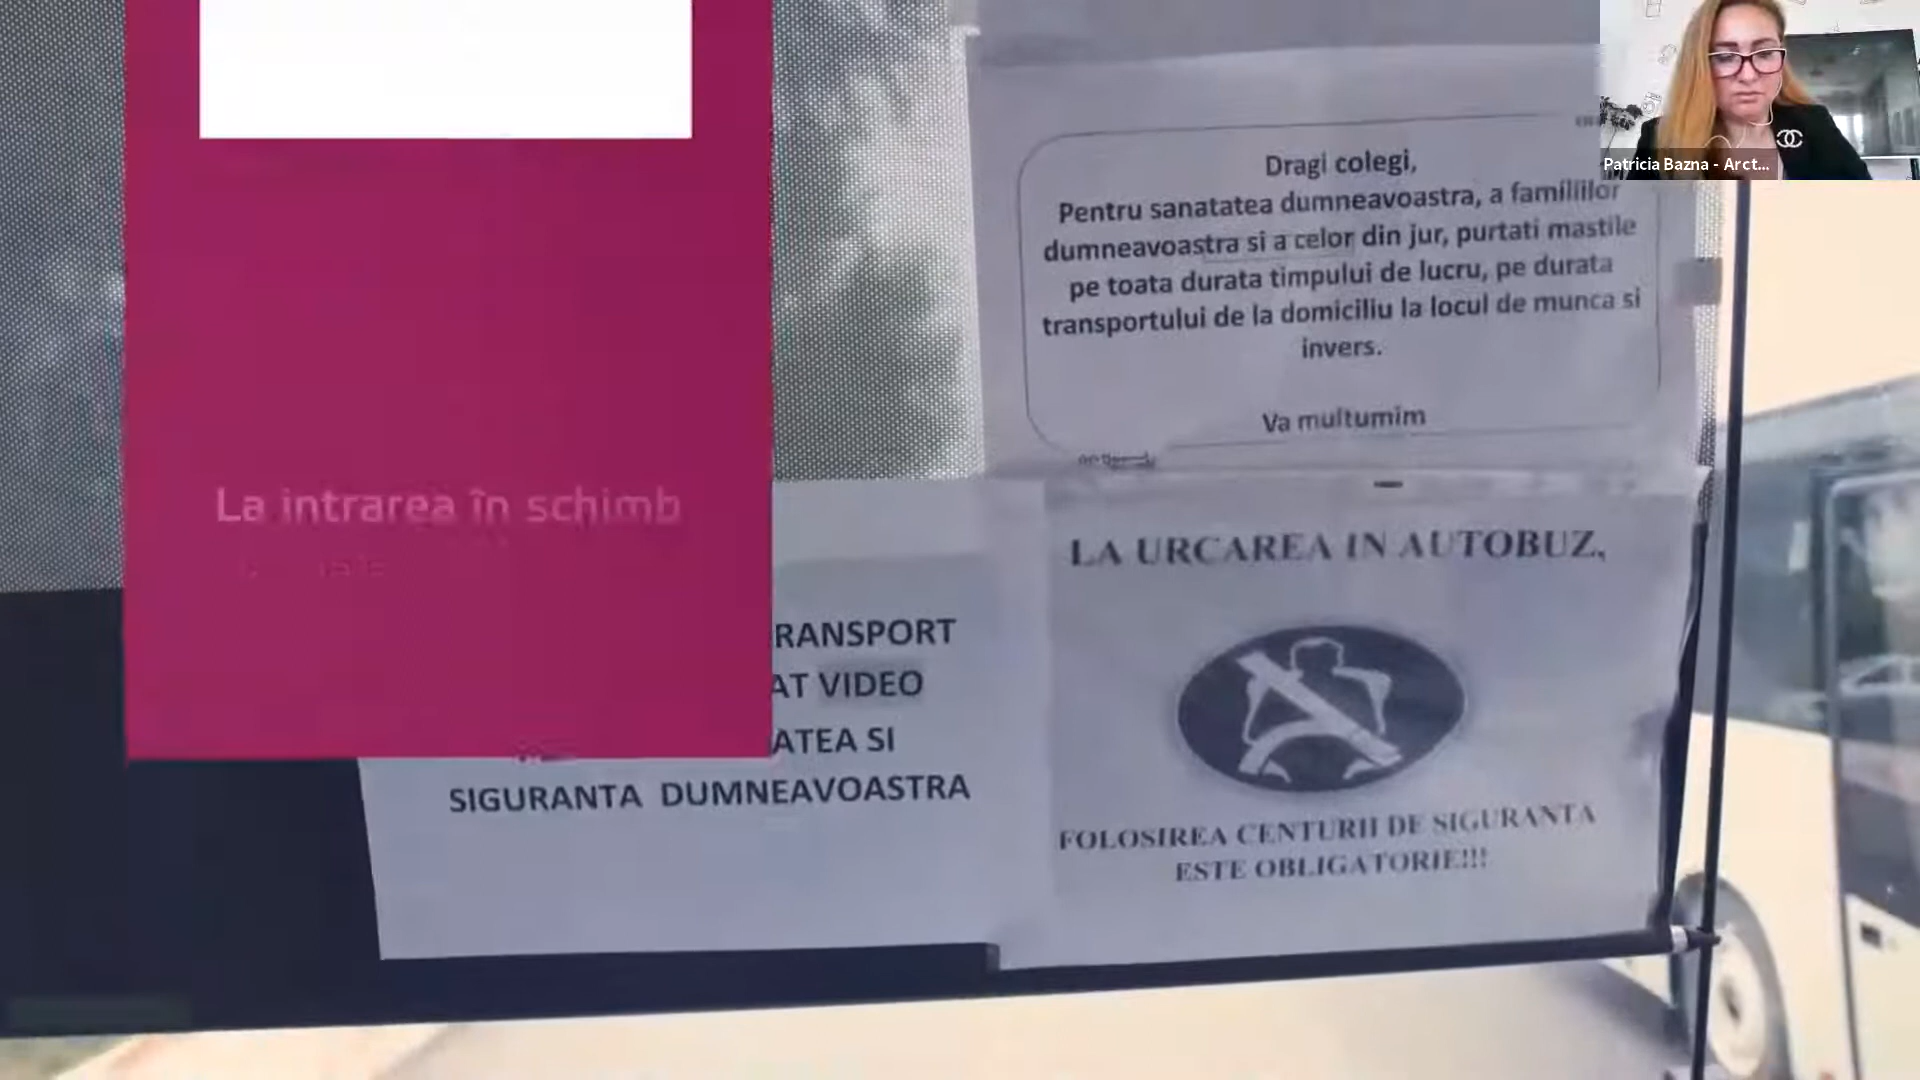 Patricia Bazna - Arct...
Dragi colegi,
Pentru sanatatea dumneavoastra, a familiilor
dumneavoastra si a celor din jur, purtati mastile
pe toata durata timpului de lucru, pe durata
transportului de la domiciliu la locul de munca si
invers.
Va multumim
La intrarea în schimb
RANSPORT
AT VIDEO
ATEA SI
SIGURANTA DUMNEAVOASTRA
LA URCAREA IN AUTOBUZ,
FOLOSIREA CENTURII DE SIGURANTA
ESTE OBLIGATORIE!!!